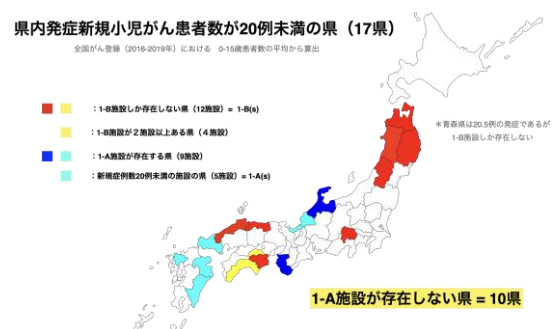 県内発症新規小児がん患者数が20例未満の県（17県）
全国がん登録（2016-2019年）における　0-15歳患者数の平均から算出
：1-B施設しか存在しない県（12施設）= 1-B(s)
：1-B施設が２施設以上ある県（４施設）
：1-A施設が存在する県（9施設）
：新規症例数20例未満の施設の県（5施設）= 1-A(s)
＊青森県は20.5例の発症であるが
1-B施設しか存在しない
1-A施設が存在しない県 = 10県